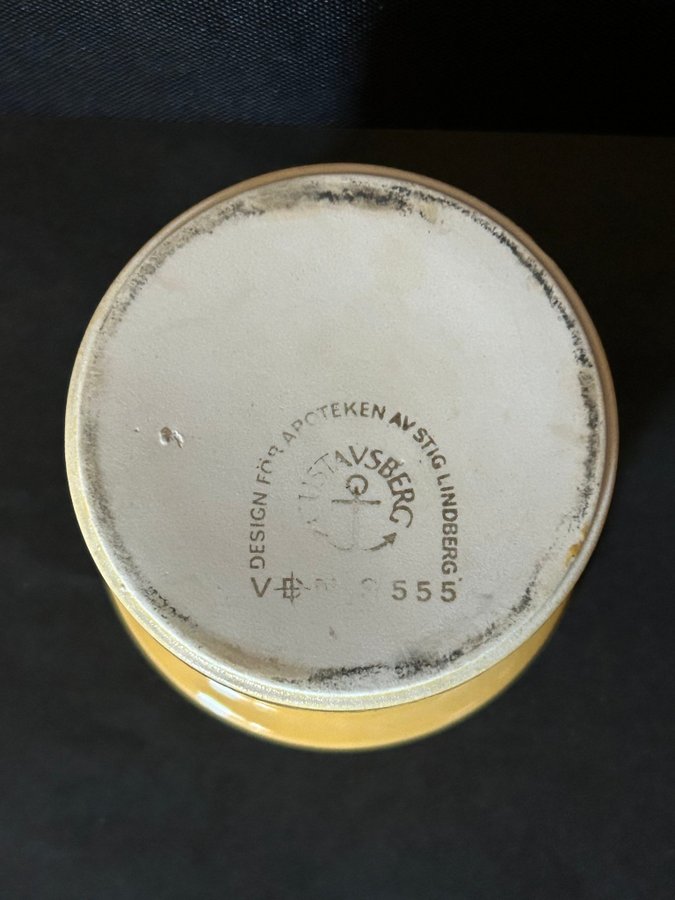 DESIGN FÖR APOTEKEN AV STIG LINDBERG.
GUSTAVSBERG
G
555